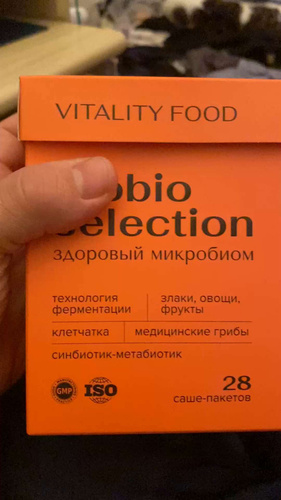 VITALITY FOOD
bio
election
здоровый микробиом
технология
ферментации
злаки, овощи,
фрукты
клетчатка
медицинские грибы
синбиотик-метабиотик
GMP
ISO
28
саше-пакетов